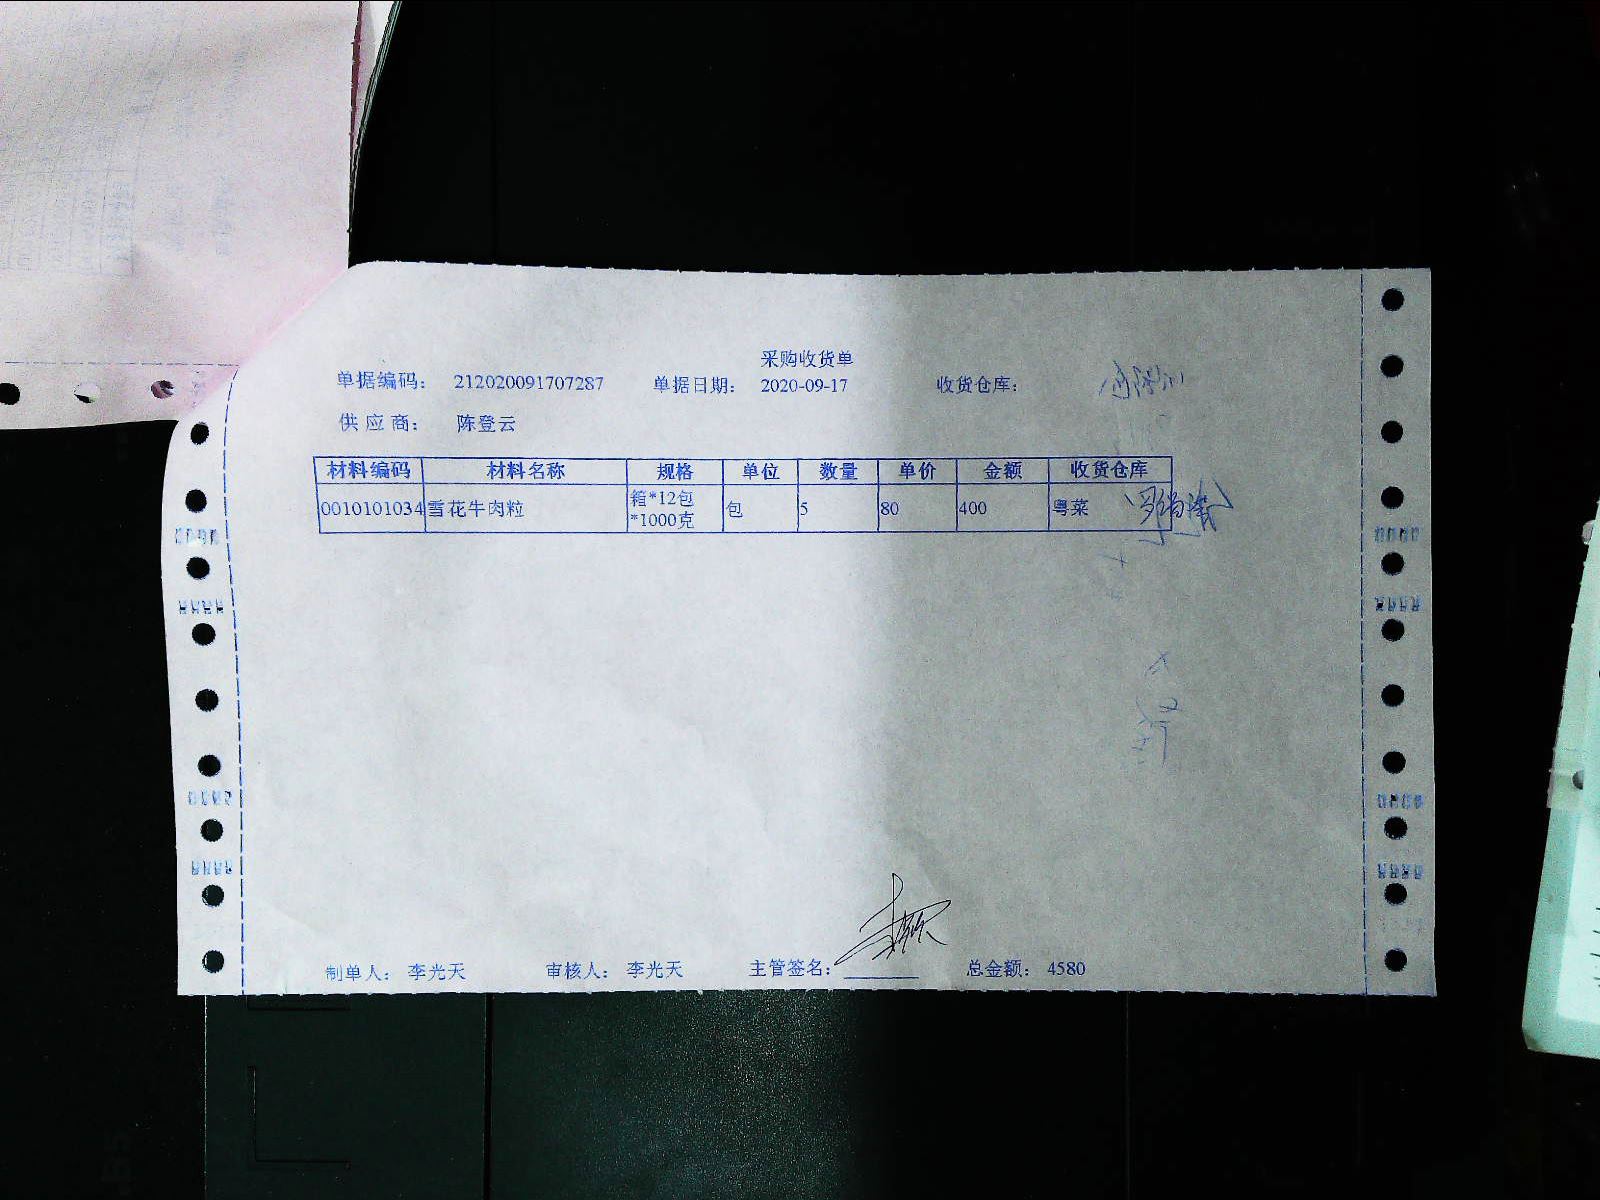 采购收货单
单据编码: 212020091707287 单据日期: 2020-09-17 收货仓库:
供应商: 陈登云
材料编码 材料名称 规格 单位 数量 单价 金额 收货仓库
0010101034 雪花牛肉粒 箱*12包 包 5 80 400 粤菜
*1000克
制单人: 李光天 审核人: 李光天 主管签名: 总金额: 4580